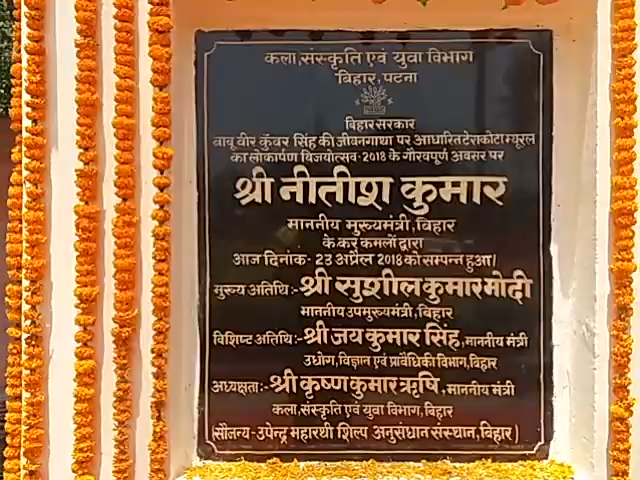 कला,संस्कृति एवं युवा विभाग
बिहार,पटना
बिहार सरकार
बाबू वीर कुँवर सिंह की जीवनगाथा पर आधारित टेराकोटा म्यूरल
का लोकार्पण विजयोत्सव-2018 के गौरवपूर्ण अवसर पर
श्री नीतीश कुमार
माननीय मुख्यमंत्री,बिहार
के कर कमलों द्वारा
आज दिनांक- 23 अप्रैल 2018 को सम्पन्न हुआ।
मुख्य अतिथि:-श्री सुशील कुमार मोदी
माननीय उपमुख्यमंत्री,बिहार
विशिष्ट अतिथि:-श्री जय कुमार सिंह,माननीय मंत्री
उधोग,विज्ञान एवं प्रावैधिकी विभाग,बिहार
अध्यक्षता:-श्री कृष्ण कुमार ऋषि,माननीय मंत्री
कला,संस्कृति एवं युवा विभाग,बिहार
(सौजन्य-उपेन्द्र महारथी शिल्प अनुसंधान संस्थान,बिहार)